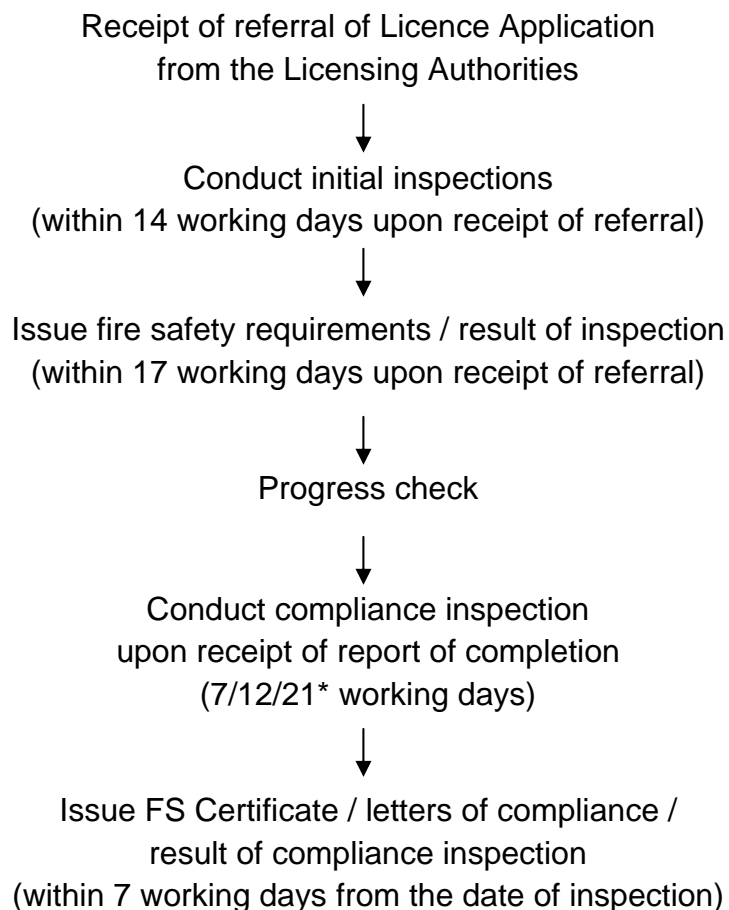 Receipt of referral of Licence Application
from the Licensing Authorities
Conduct initial inspections
(within 14 working days upon receipt of referral)
Issue fire safety requirements / result of inspection
(within 17 working days upon receipt of referral)
Progress check
Conduct compliance inspection
upon receipt of report of completion
(7/12/21* working days)
Issue FS Certificate / letters of compliance /
result of compliance inspection
(within 7 working days from the date of inspection)